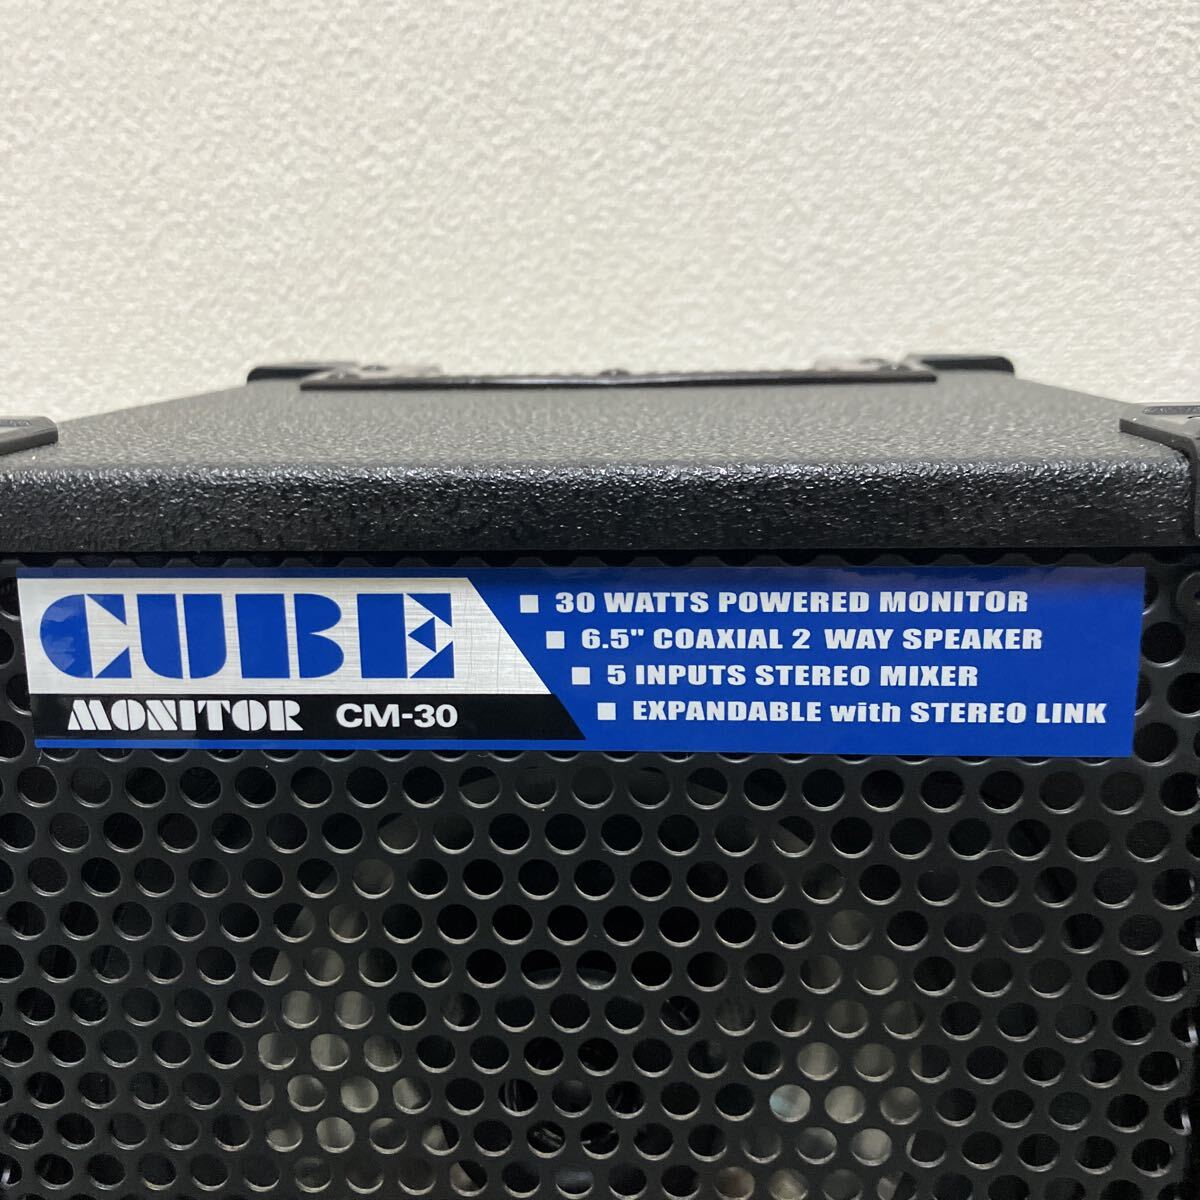 CUBE
MONITOR CM-30
■ 30 WATTS POWERED MONITOR
■ 6.5" COAXIAL 2 WAY SPEAKER
■ 5 INPUTS STEREO MIXER
■ EXPANDABLE with STEREO LINK